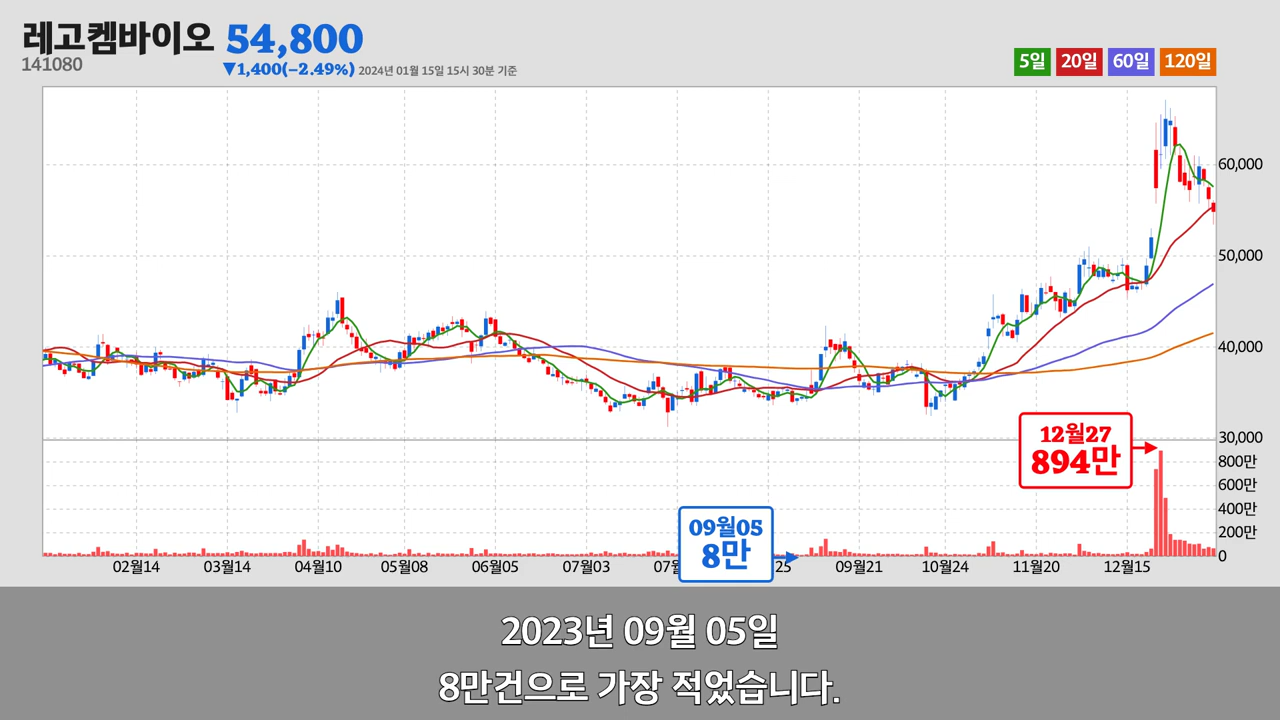 레고켐바이오 54,800
141080
▼1,400(−2.49%) 2024년 01월 15일 15시 30분 기준
5일 20일 60일 120일
60,000
50,000
40,000
30,000
12월27
894만
800만
600만
400만
200만
0
09월05
8만
02월14 03월14 04월10 05월08 06월05 07월03 07월 25 09월21 10월24 11월20 12월15
2023년 09월 05일
8만건으로 가장 적었습니다.